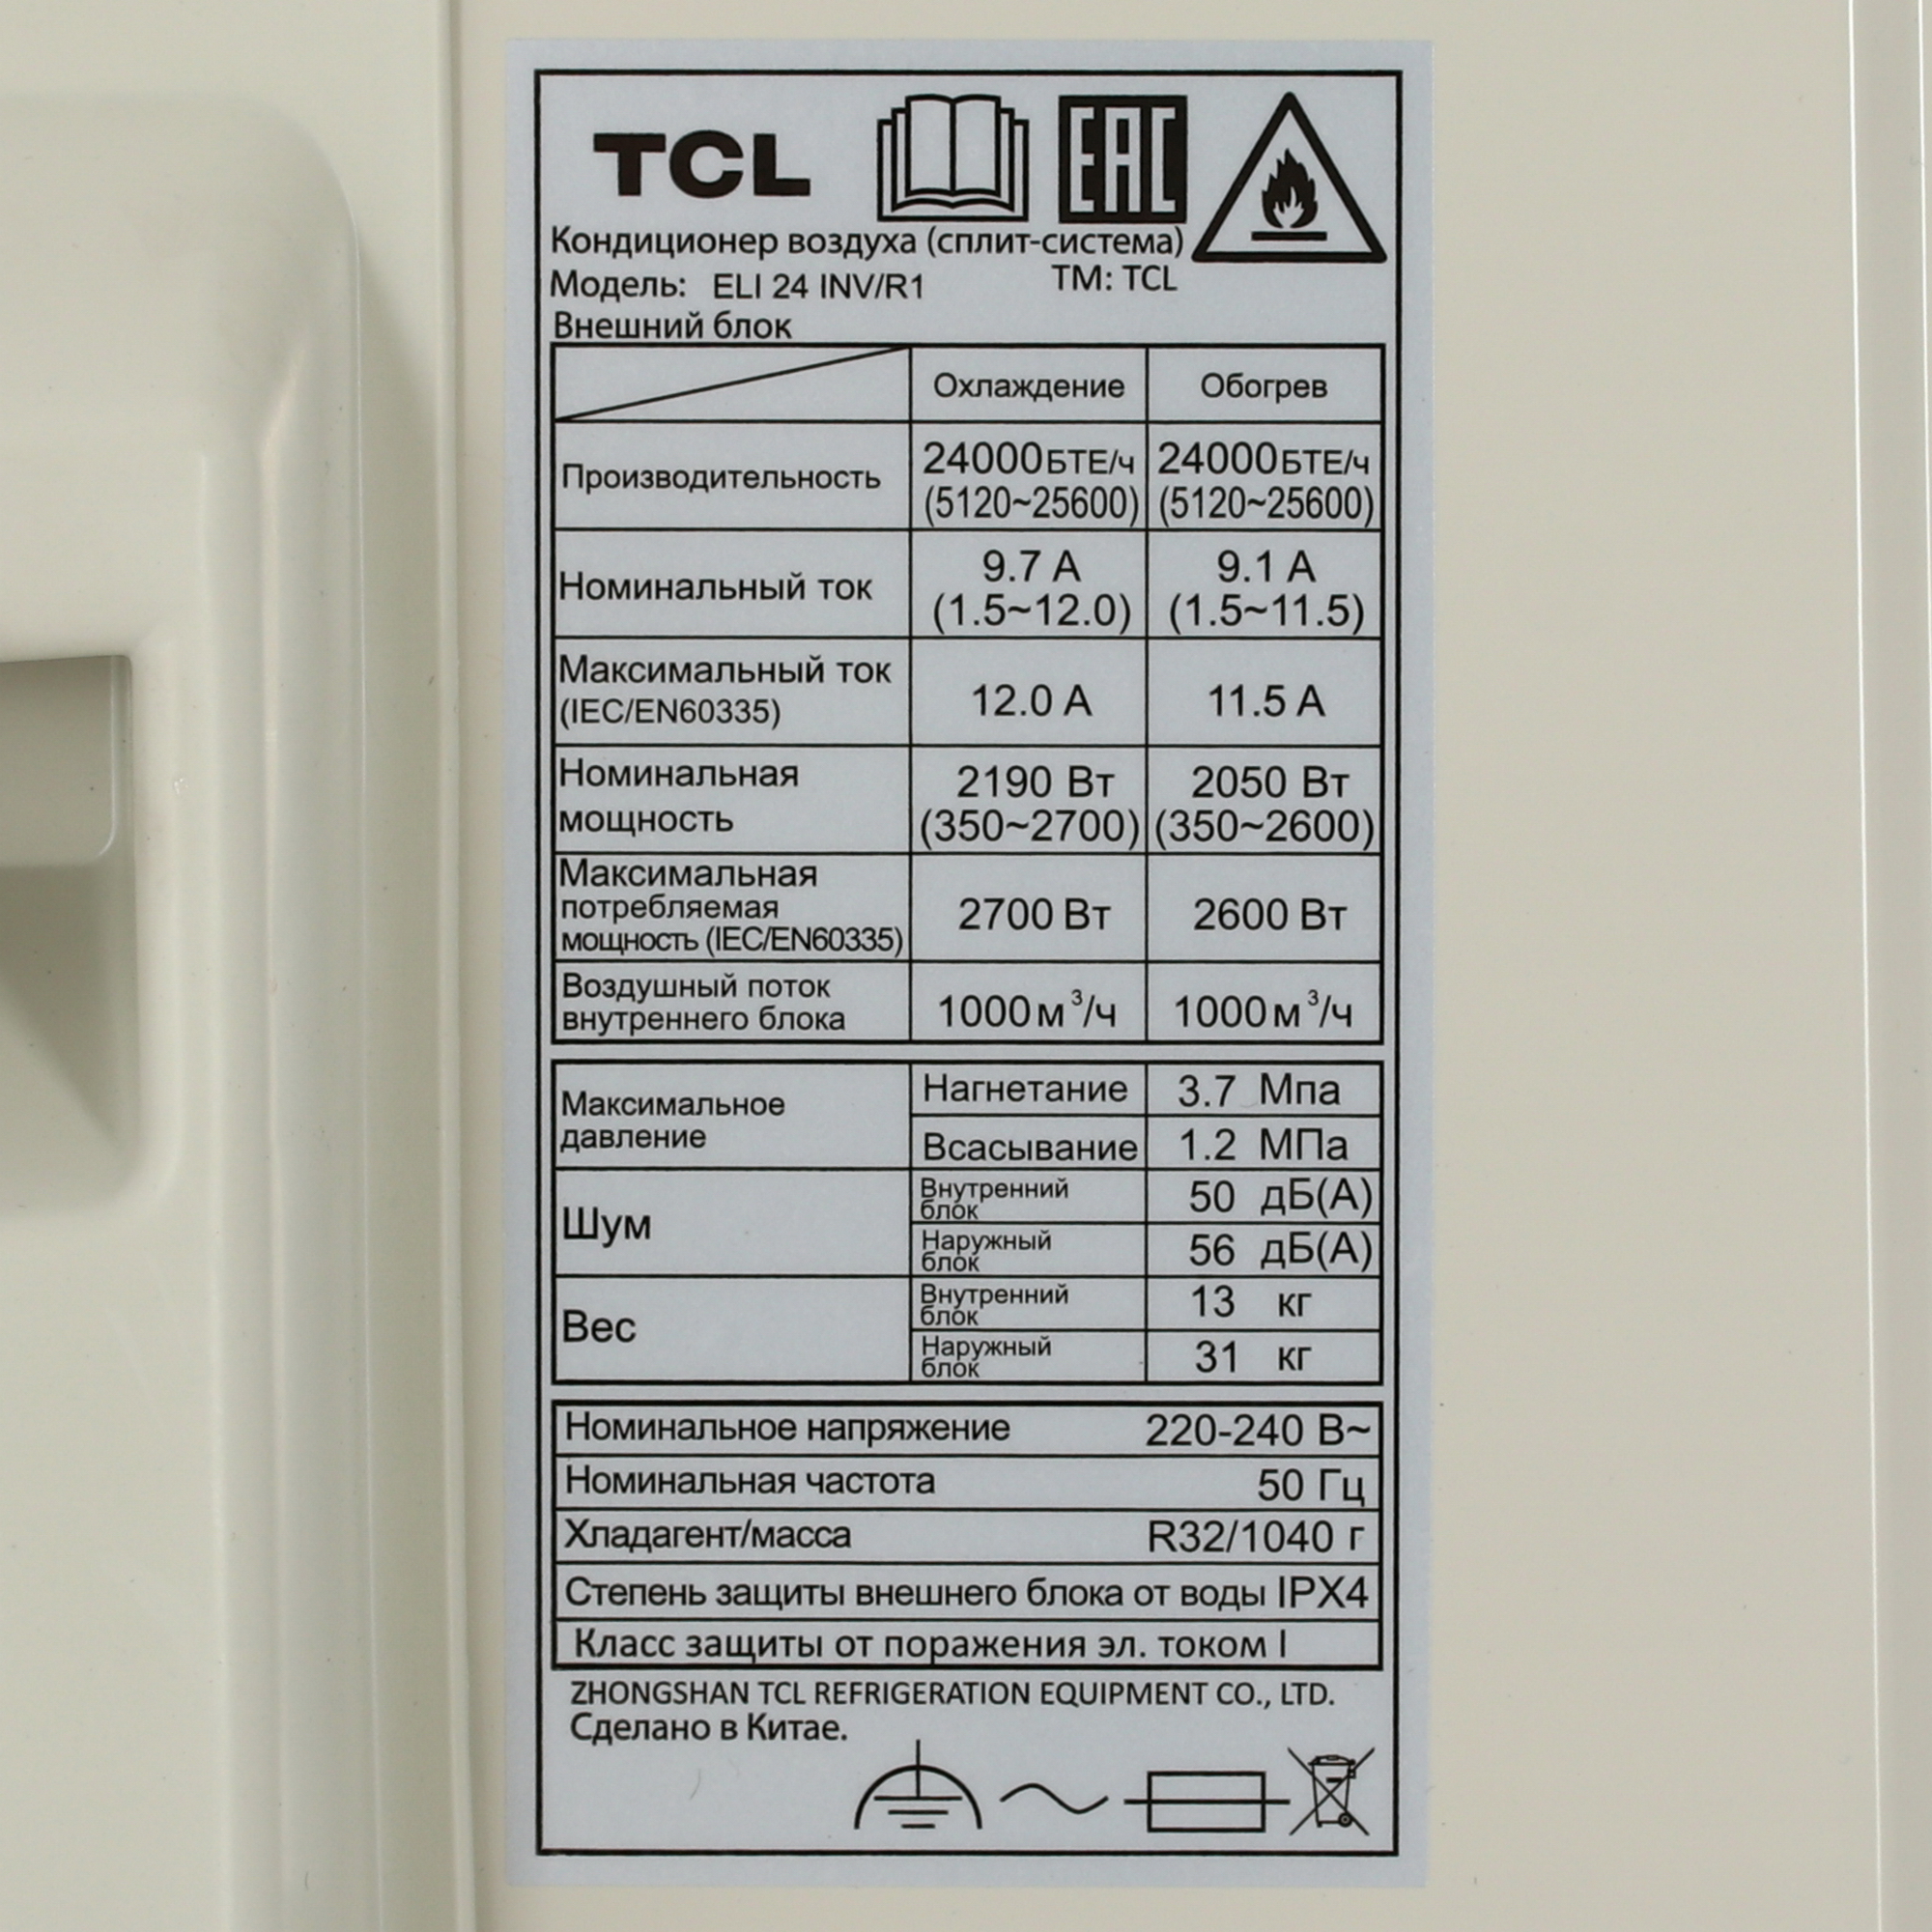 TCL
EAC
Кондиционер воздуха (сплит-система)
Модель: ELI 24 INV/R1 TM: TCL
Внешний блок
Охлаждение Обогрев
Производительность 24000БТЕ/ч 24000БТЕ/ч
(5120~25600) (5120~25600)
Номинальный ток 9.7 А 9.1 А
(1.5~12.0) (1.5~11.5)
Максимальный ток
(IEC/EN60335) 12.0 А 11.5 А
Номинальная 2190 Вт 2050 Вт
мощность (350~2700) (350~2600)
Максимальная
потребляемая 2700 Вт 2600 Вт
мощность (IEC/EN60335)
Воздушный поток
внутреннего блока 1000м³/ч 1000м³/ч
Максимальное
давление
Нагнетание 3.7 Мпа
Всасывание 1.2 МПа
Шум
Внутренний
блок 50 дБ(А)
Наружный
блок 56 дБ(А)
Вес
Внутренний
блок 13 кг
Наружный
блок 31 кг
Номинальное напряжение 220-240 В~
Номинальная частота 50 Гц
Хладагент/масса R32/1040 г
Степень защиты внешнего блока от воды IPX4
Класс защиты от поражения эл. током I
ZHONGSHAN TCL REFRIGERATION EQUIPMENT CO., LTD.
Сделано в Китае.